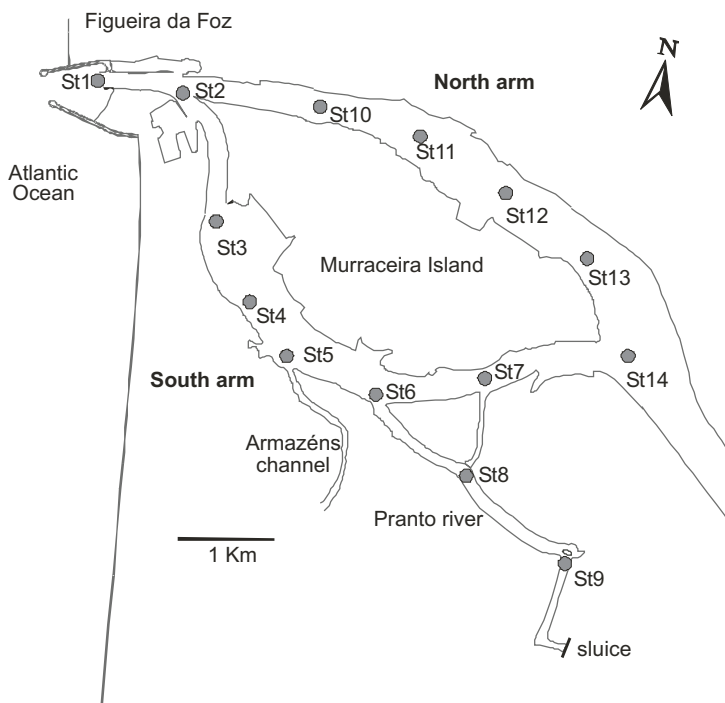 Figueira da Foz
N
St1
North arm
St2
St10
St11
Atlantic
Ocean
St12
St3
Murraceira Island
St13
St4
St5
South arm
St7
St14
St6
Armazéns
channel
St8
Pranto river
1 Km
St9
sluice